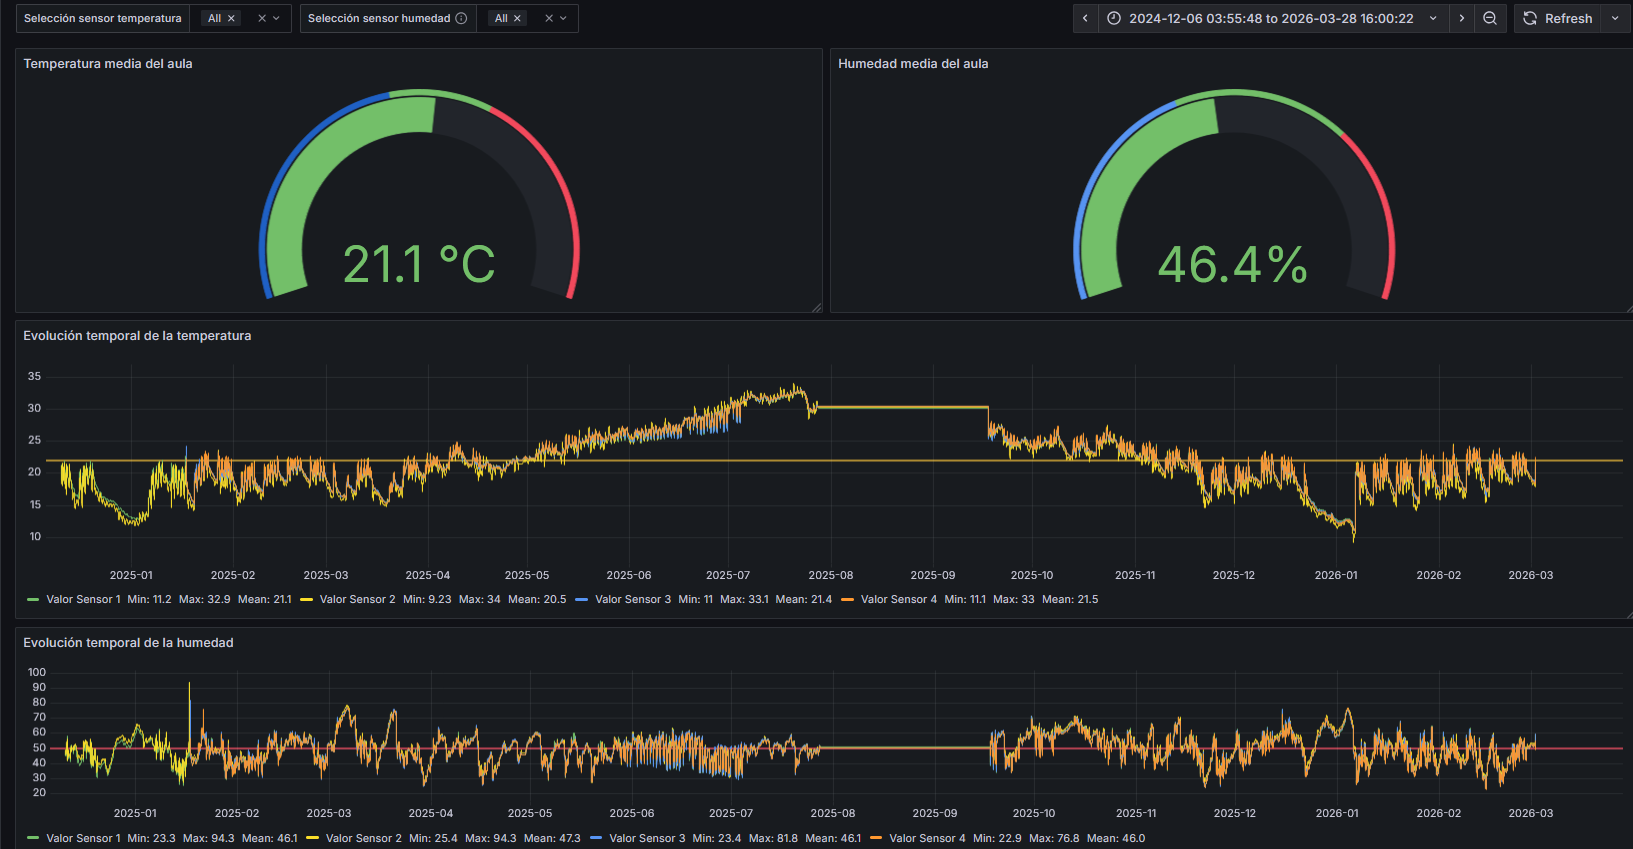 Selección sensor temperatura All Selección sensor humedad All 2024-12-06 03:55:48 to 2026-03-28 16:00:22 Refresh
Temperatura media del aula
21.1 °C
Humedad media del aula
46.4%
Evolución temporal de la temperatura
35
30
25
20
15
10
2025-01 2025-02 2025-03 2025-04 2025-05 2025-06 2025-07 2025-08 2025-09 2025-10 2025-11 2025-12 2026-01 2026-02 2026-03
Valor Sensor 1 Min: 11.2 Max: 32.9 Mean: 21.1 Valor Sensor 2 Min: 9.23 Max: 34 Mean: 20.5 Valor Sensor 3 Min: 11 Max: 33.1 Mean: 21.4 Valor Sensor 4 Min: 11.1 Max: 33 Mean: 21.5
Evolución temporal de la humedad
100
90
80
70
60
50
40
30
20
2025-01 2025-02 2025-03 2025-04 2025-05 2025-06 2025-07 2025-08 2025-09 2025-10 2025-11 2025-12 2026-01 2026-02 2026-03
Valor Sensor 1 Min: 23.3 Max: 94.3 Mean: 46.1 Valor Sensor 2 Min: 25.4 Max: 94.3 Mean: 47.3 Valor Sensor 3 Min: 23.4 Max: 81.8 Mean: 46.1 Valor Sensor 4 Min: 22.9 Max: 76.8 Mean: 46.0